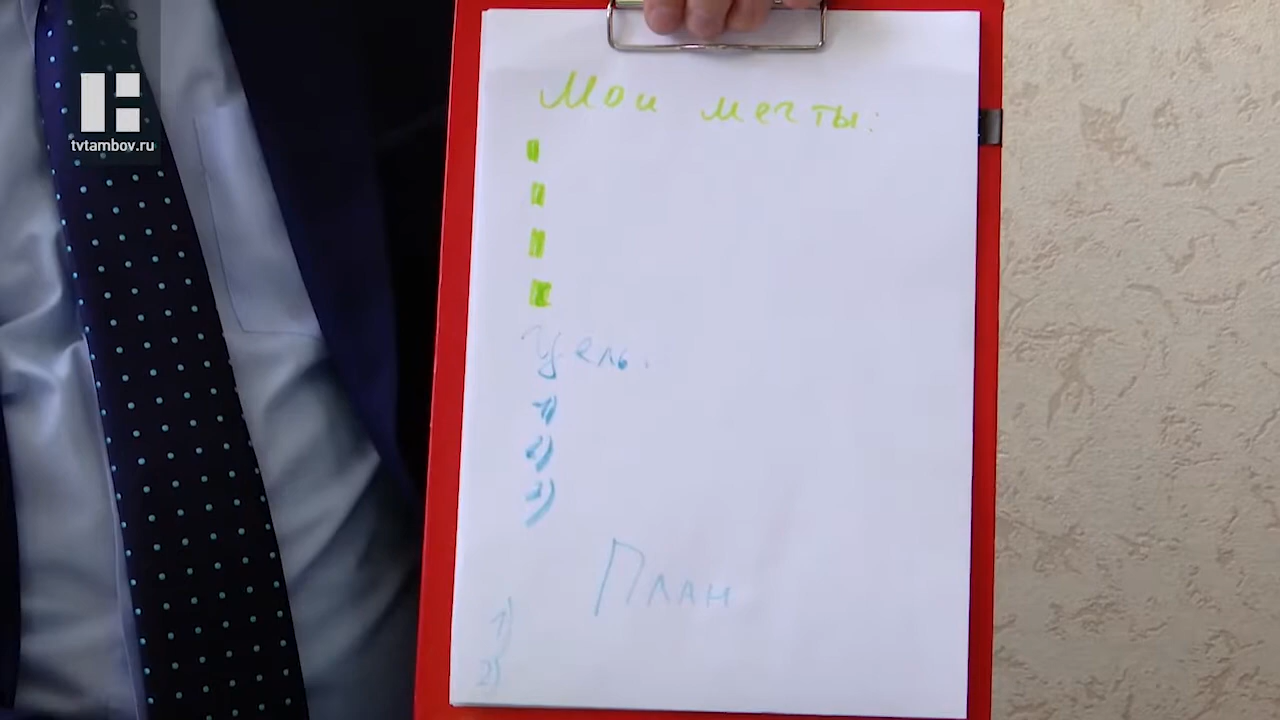 tvtambov.ru
Мои мечты:
Цель:
1)
2)
3)
План
1)
2)